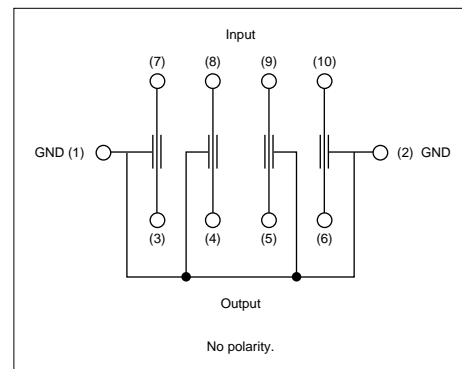 Input
(7) (8) (9) (10)
GND (1) (2) GND
(3) (4) (5) (6)
Output
No polarity.